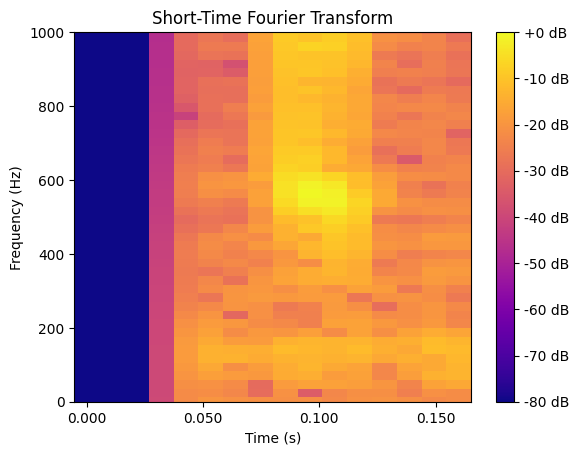 Short-Time Fourier Transform
Frequency (Hz)
1000
800
600
400
200
0
0.000
0.050
0.100
0.150
Time (s)
+0 dB
-10 dB
-20 dB
-30 dB
-40 dB
-50 dB
-60 dB
-70 dB
-80 dB